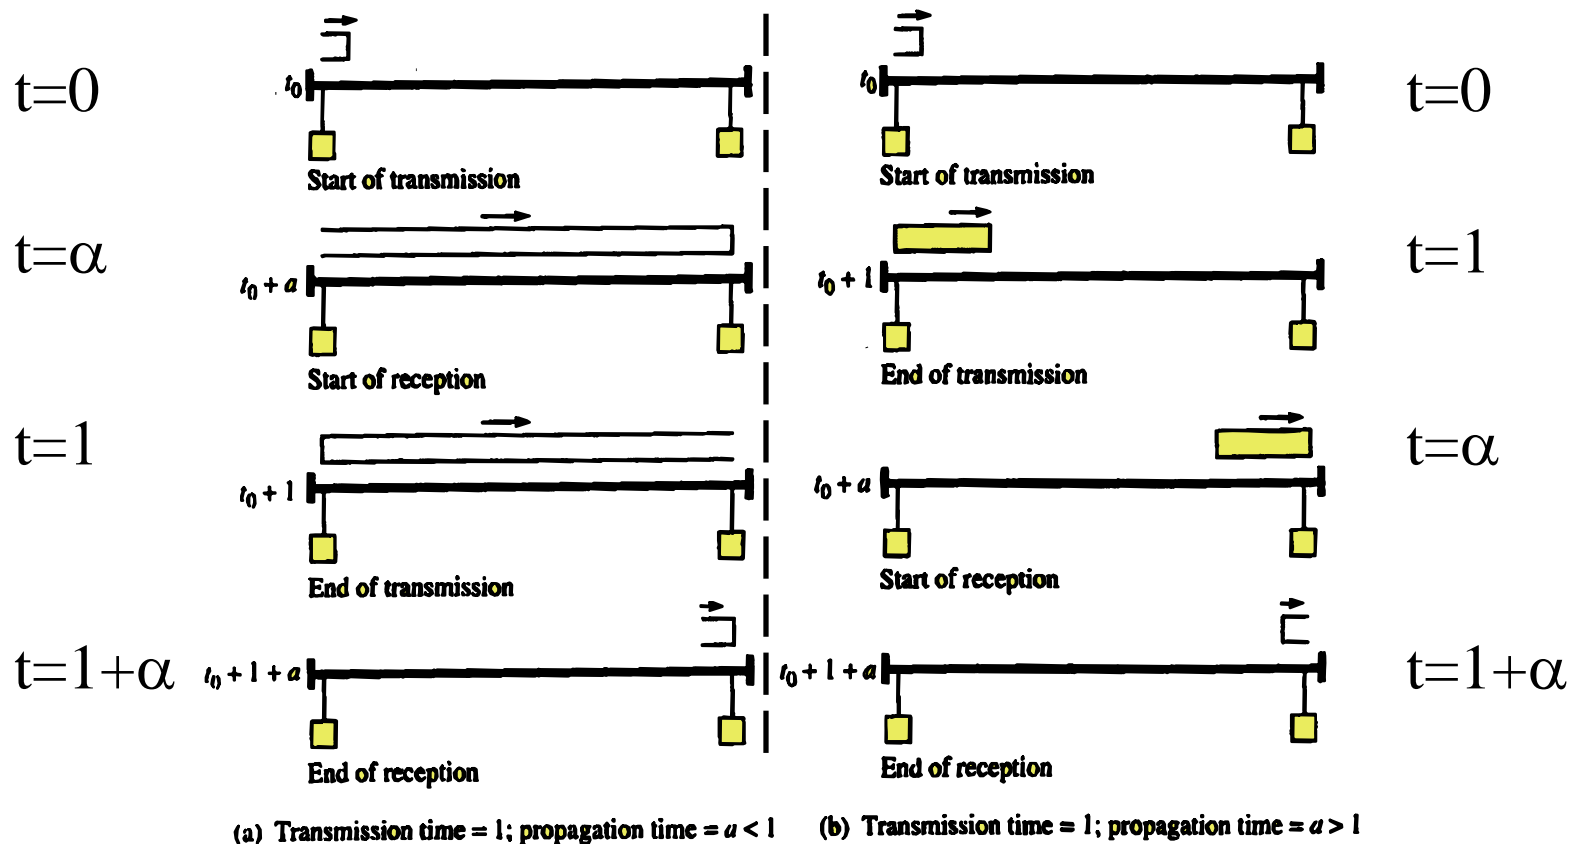 t=0
t₀
Start of transmission
t=α
t₀ + a
Start of reception
t=1
t₀ + 1
End of transmission
t=1+α
t₀ + 1 + a
End of reception
(a) Transmission time = 1; propagation time = a < 1
t₀
t=0
Start of transmission
t₀ + 1
t=1
End of transmission
t₀ + a
t=α
Start of reception
t₀ + 1 + a
t=1+α
End of reception
(b) Transmission time = 1; propagation time = a > 1